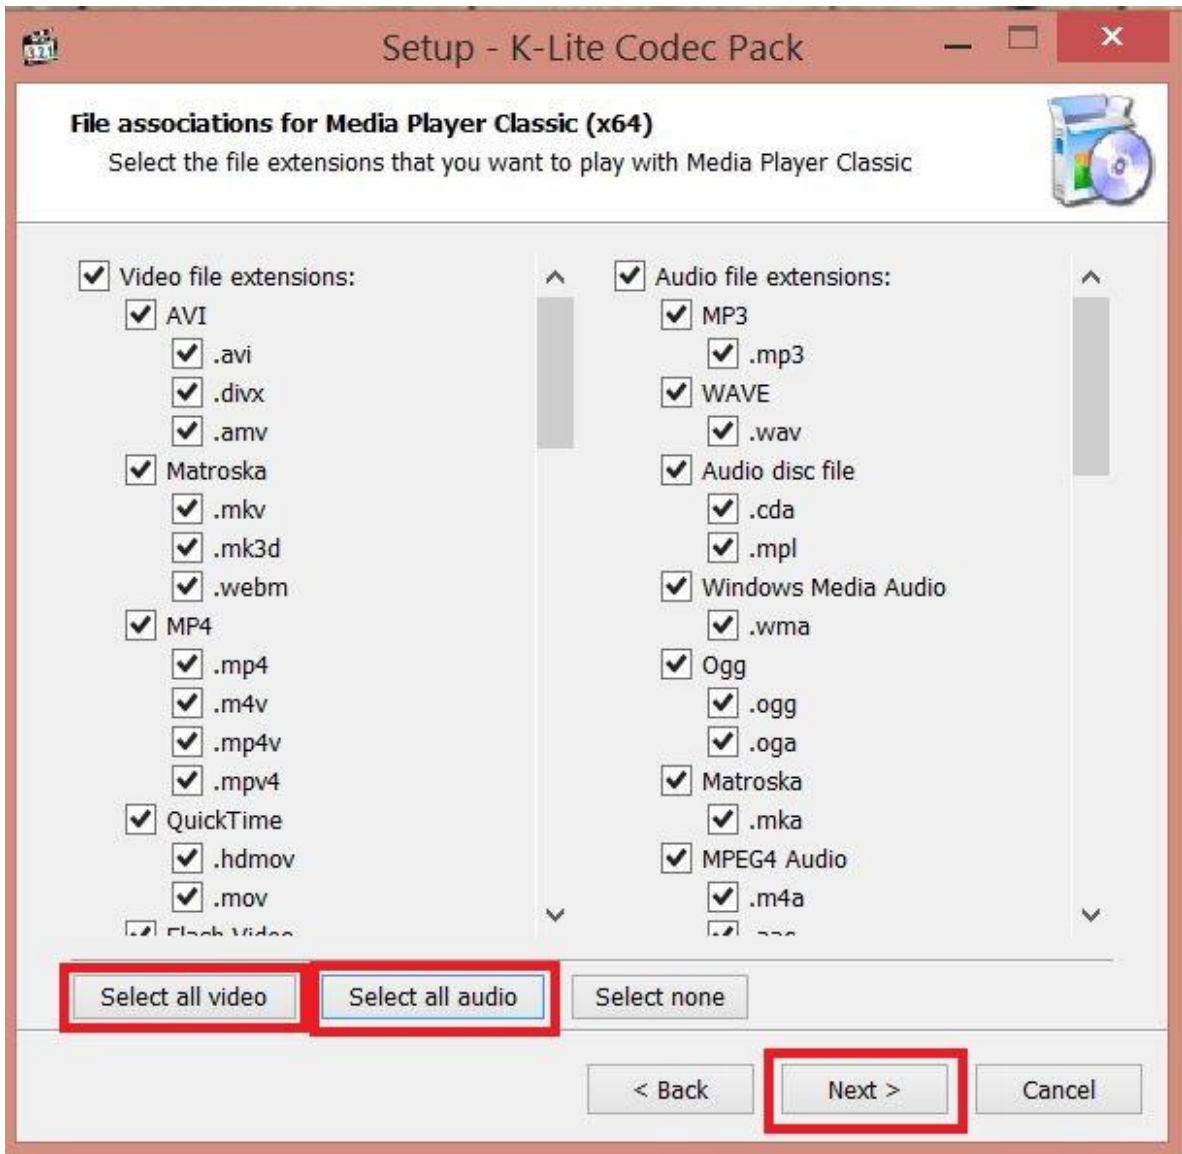 Setup - K-Lite Codec Pack
File associations for Media Player Classic (x64)
Select the file extensions that you want to play with Media Player Classic
Video file extensions:
AVI
.avi
.divx
.amv
Matroska
.mkv
.mk3d
.webm
MP4
.mp4
.m4v
.mp4v
.mpv4
QuickTime
.hdmov
.mov
Flash Video
Audio file extensions:
MP3
.mp3
WAVE
.wav
Audio disc file
.cda
.mpl
Windows Media Audio
.wma
Ogg
.ogg
.oga
Matroska
.mka
MPEG4 Audio
.m4a
.aac
Select all video
Select all audio
Select none
< Back
Next >
Cancel